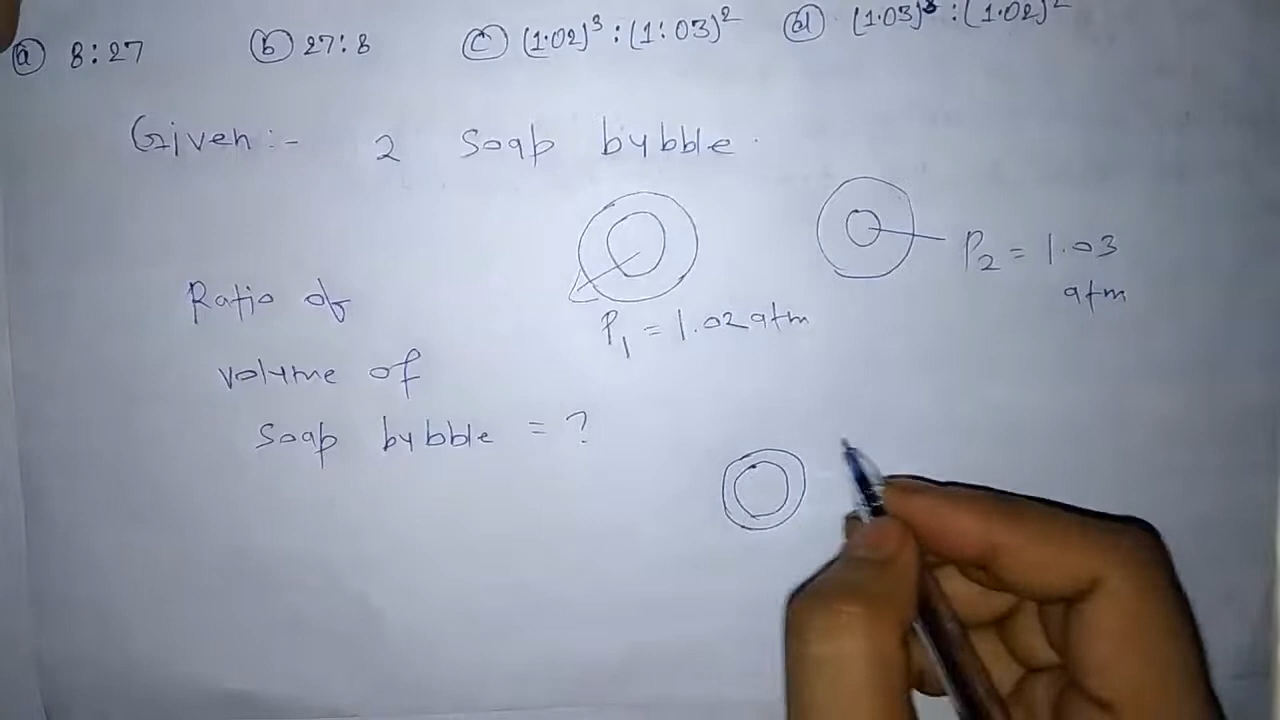 (a) 8:27 (b) 27:8 (c) (1.02)³ : (1:03)² (d) (1.03)³ : (1.02)²
Given:- 2 Soap bubble.
P₂ = 1.03
atm
P₁ = 1.02 atm
Ratio of
volume of
Soap bubble = ?